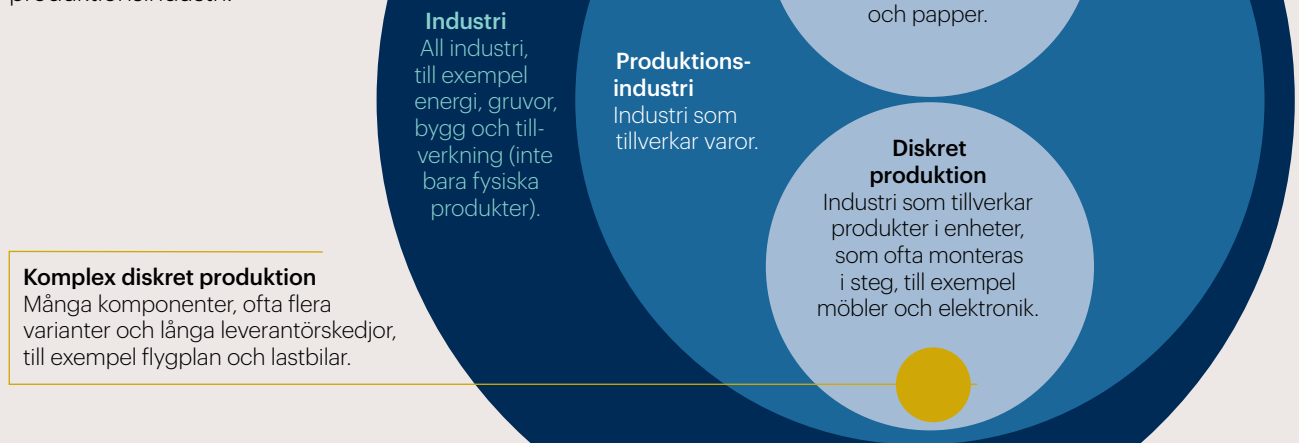 produktionsindustri.
och papper.
Industri
All industri,
till exempel
energi, gruvor,
bygg och till-
verkning (inte
bara fysiska
produkter).
Produktions-
industri
Industri som
tillverkar varor.
Diskret
produktion
Industri som tillverkar
produkter i enheter,
som ofta monteras
i steg, till exempel
möbler och elektronik.
Komplex diskret produktion
Många komponenter, ofta flera
varianter och långa leverantörskedjor,
till exempel flygplan och lastbilar.